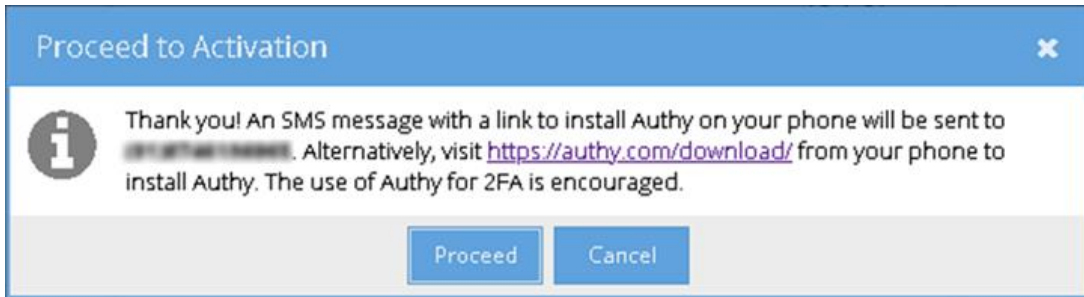 Proceed to Activation
Thank you! An SMS message with a link to install Authy on your phone will be sent to
. Alternatively, visit https://authy.com/download/ from your phone to
install Authy. The use of Authy for 2FA is encouraged.
Proceed
Cancel